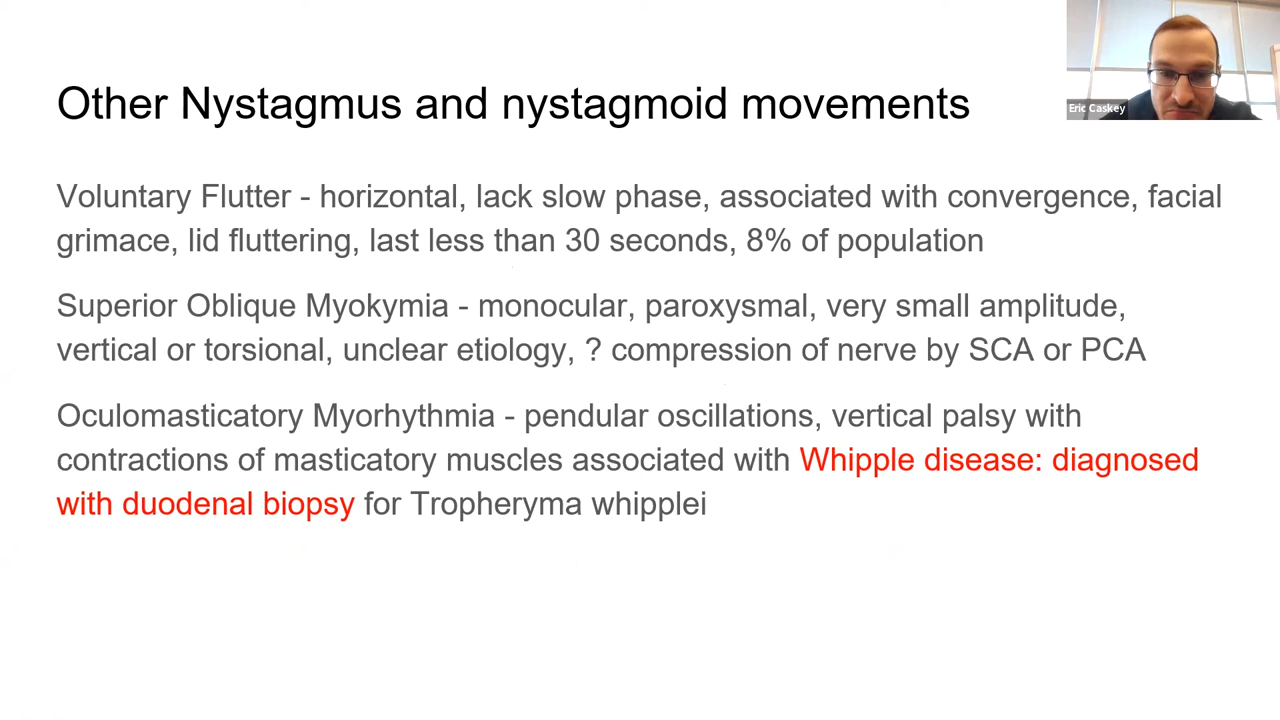 Other Nystagmus and nystagmoid movements
Eric Caskey
Voluntary Flutter - horizontal, lack slow phase, associated with convergence, facial
grimace, lid fluttering, last less than 30 seconds, 8% of population
Superior Oblique Myokymia - monocular, paroxysmal, very small amplitude,
vertical or torsional, unclear etiology, ? compression of nerve by SCA or PCA
Oculomasticatory Myorhythmia - pendular oscillations, vertical palsy with
contractions of masticatory muscles associated with Whipple disease: diagnosed
with duodenal biopsy for Tropheryma whipplei